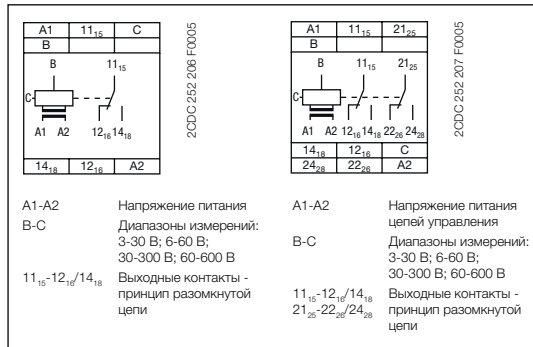 A1 11₁₅ C
B
B 11₁₅
C
A1 A2 12₁₆ 14₁₈
14₁₈ 12₁₆ A2
2CDC 252 206 F0005
A1-A2 Напряжение питания
B-C Диапазоны измерений:
3-30 В; 6-60 В;
30-300 В; 60-600 В
11₁₅-12₁₆/14₁₈ Выходные контакты -
принцип разомкнутой
цепи
A1 11₁₅ 21₂₅
B
B 11₁₅ 21₂₅
C
A1 A2 12₁₆ 14₁₈ 22₂₆ 24₂₈
14₁₈ 12₁₆ C
24₂₈ 22₂₆ A2
2CDC 252 207 F0005
A1-A2 Напряжение питания
цепей управления
B-C Диапазоны измерений:
3-30 В; 6-60 В;
30-300 В; 60-600 В
11₁₅-12₁₆/14₁₈ Выходные контакты -
21₂₅-22₂₆/24₂₈ принцип разомкнутой
цепи